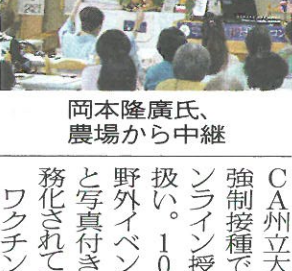 岡本隆廣氏、
農場から中継
ＣＡ州立大
強制接種で
ンライン授
扱い。１０
野外イベン
と写真付き
務化されて
ワクチン